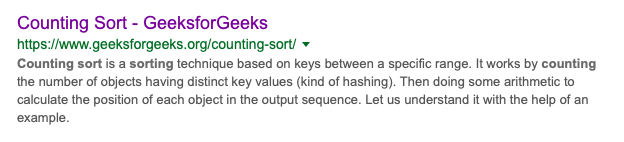 Counting Sort - GeeksforGeeks
https://www.geeksforgeeks.org/counting-sort/
Counting sort is a sorting technique based on keys between a specific range. It works by counting
the number of objects having distinct key values (kind of hashing). Then doing some arithmetic to
calculate the position of each object in the output sequence. Let us understand it with the help of an
example.